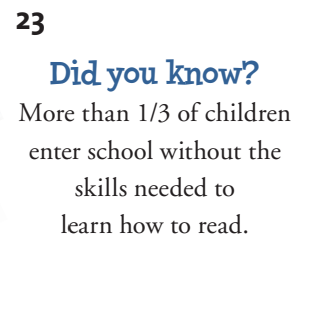 23
Did you know?
More than 1/3 of children
enter school without the
skills needed to
learn how to read.